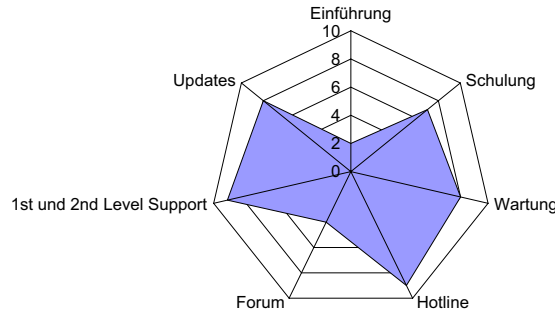 Einführung
10
8
6
4
2
0
Updates
Schulung
1st und 2nd Level Support
Wartung
Forum
Hotline